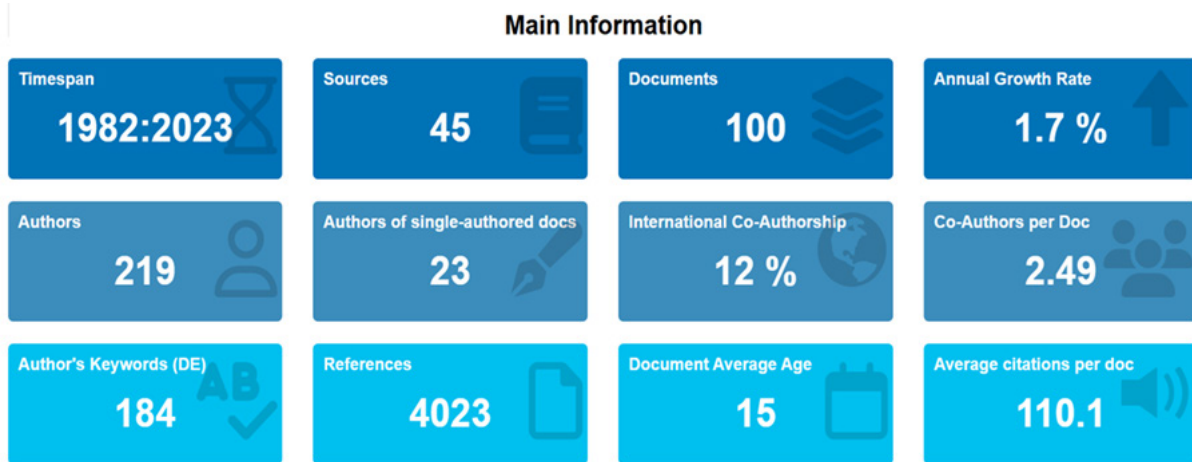 Main Information
Timespan
1982:2023
Sources
45
Documents
100
Annual Growth Rate
1.7 %
Authors
219
Authors of single-authored docs
23
International Co-Authorship
12 %
Co-Authors per Doc
2.49
Author's Keywords (DE)
184
AB
References
4023
Document Average Age
15
Average citations per doc
110.1